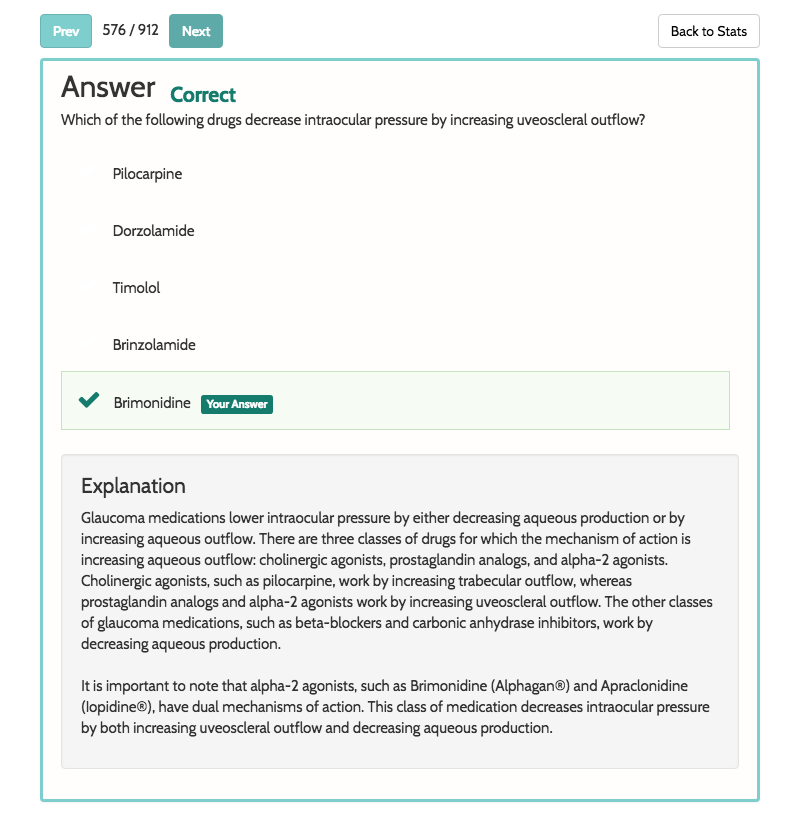 Prev 576 / 912 Next Back to Stats
Answer Correct
Which of the following drugs decrease intraocular pressure by increasing uveoscleral outflow?
Pilocarpine
Dorzolamide
Timolol
Brinzolamide
Brimonidine Your Answer
Explanation
Glaucoma medications lower intraocular pressure by either decreasing aqueous production or by
increasing aqueous outflow. There are three classes of drugs for which the mechanism of action is
increasing aqueous outflow: cholinergic agonists, prostaglandin analogs, and alpha-2 agonists.
Cholinergic agonists, such as pilocarpine, work by increasing trabecular outflow, whereas
prostaglandin analogs and alpha-2 agonists work by increasing uveoscleral outflow. The other classes
of glaucoma medications, such as beta-blockers and carbonic anhydrase inhibitors, work by
decreasing aqueous production.
It is important to note that alpha-2 agonists, such as Brimonidine (Alphagan®) and Apraclonidine
(Iopidine®), have dual mechanisms of action. This class of medication decreases intraocular pressure
by both increasing uveoscleral outflow and decreasing aqueous production.